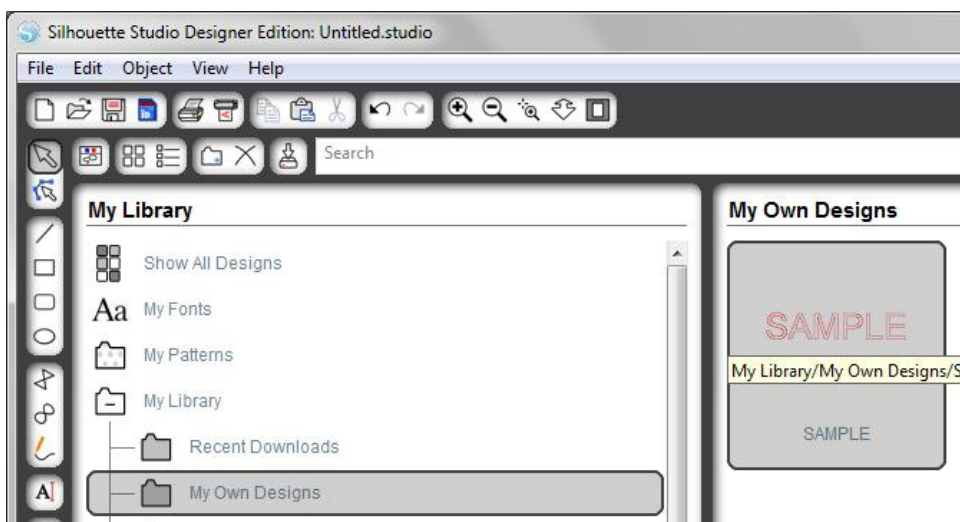 Silhouette Studio Designer Edition: Untitled.studio
File Edit Object View Help
Search
My Library
Show All Designs
Aa My Fonts
My Patterns
My Library
Recent Downloads
My Own Designs
A
My Own Designs
SAMPLE
My Library/My Own Designs/S
SAMPLE